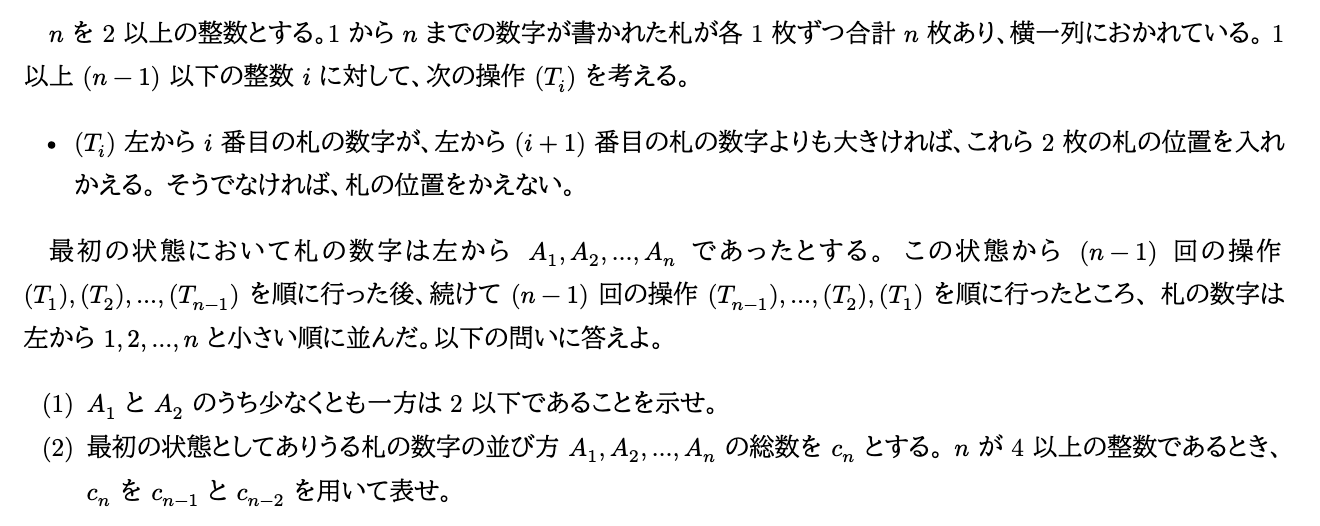 n を 2 以上の整数とする。1 から n までの数字が書かれた札が各 1 枚ずつ合計 n 枚あり、横一列におかれている。1
以上 (n − 1) 以下の整数 i に対して、次の操作 (T_i) を考える。
• (T_i) 左から i 番目の札の数字が、左から (i + 1) 番目の札の数字よりも大きければ、これら 2 枚の札の位置を入れ
かえる。そうでなければ、札の位置をかえない。
最初の状態において札の数字は左から A_1, A_2, ..., A_n であったとする。この状態から (n − 1) 回の操作
(T_1), (T_2), ..., (T_{n−1}) を順に行った後、続けて (n − 1) 回の操作 (T_{n−1}), ..., (T_2), (T_1) を順に行ったところ、札の数字は
左から 1, 2, ..., n と小さい順に並んだ。以下の問いに答えよ。
(1) A_1 と A_2 のうち少なくとも一方は 2 以下であることを示せ。
(2) 最初の状態としてありうる札の数字の並び方 A_1, A_2, ..., A_n の総数を c_n とする。n が 4 以上の整数であるとき、
c_n を c_{n−1} と c_{n−2} を用いて表せ。